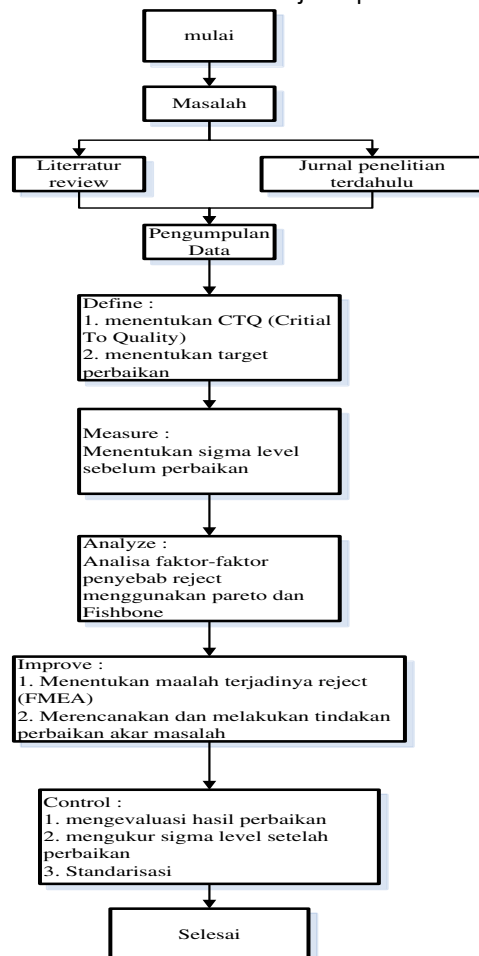 mulai
Masalah
Literratur
review
Jurnal penelitian
terdahulu
Pengumpulan
Data
Define :
1. menentukan CTQ (Critial
To Quality)
2. menentukan target
perbaikan
Measure :
Menentukan sigma level
sebelum perbaikan
Analyze :
Analisa faktor-faktor
penyebab reject
menggunakan pareto dan
Fishbone
Improve :
1. Menentukan maalah terjadinya reject
(FMEA)
2. Merencanakan dan melakukan tindakan
perbaikan akar masalah
Control :
1. mengevaluasi hasil perbaikan
2. mengukur sigma level setelah
perbaikan
3. Standarisasi
Selesai